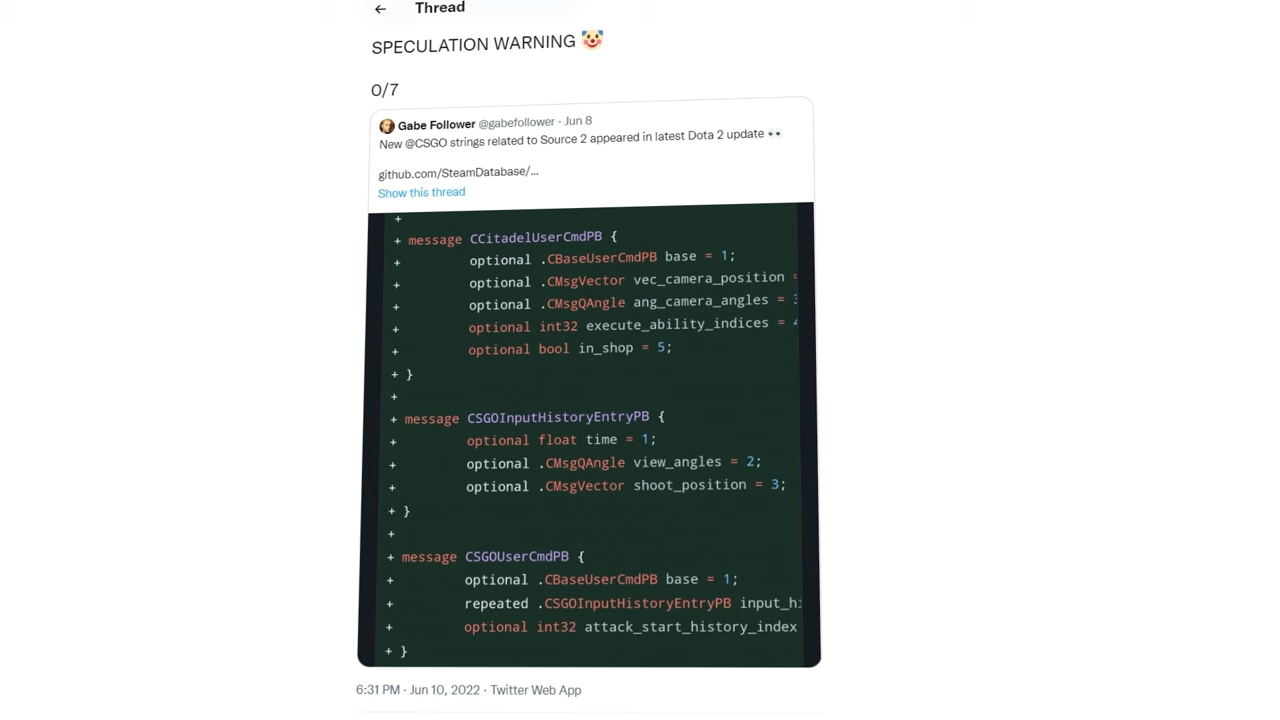 ← Thread
SPECULATION WARNING 🤡
0/7
Gabe Follower @gabefollower · Jun 8
New @CSGO strings related to Source 2 appeared in latest Dota 2 update 👀
github.com/SteamDatabase/...
Show this thread
+
+ message CCitadelUserCmdPB {
+ optional .CBaseUserCmdPB base = 1;
+ optional .CMsgVector vec_camera_position =
+ optional .CMsgQAngle ang_camera_angles = 3
+ optional int32 execute_ability_indices = 4
+ optional bool in_shop = 5;
+ }
+
+ message CSGOInputHistoryEntryPB {
+ optional float time = 1;
+ optional .CMsgQAngle view_angles = 2;
+ optional .CMsgVector shoot_position = 3;
+ }
+
+ message CSGOUserCmdPB {
+ optional .CBaseUserCmdPB base = 1;
+ repeated .CSGOInputHistoryEntryPB input_hi
+ optional int32 attack_start_history_index
+ }
6:31 PM · Jun 10, 2022 · Twitter Web App